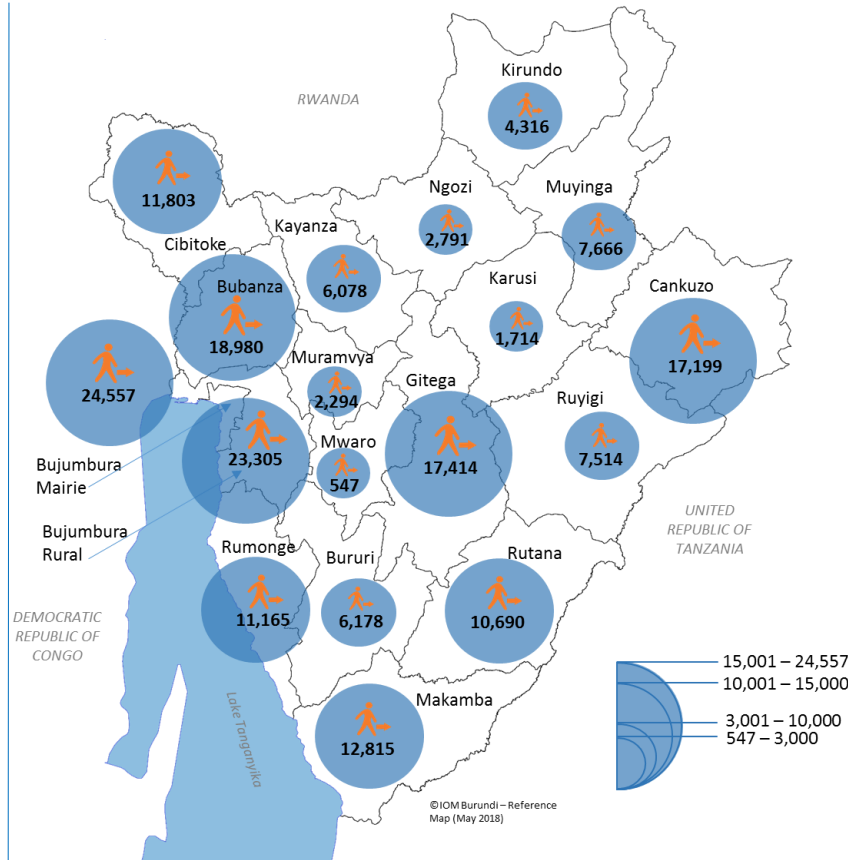 Kirundo
4,316
RWANDA
11,803
Cibitoke
Ngozi
2,791
Muyinga
7,666
Kayanza
6,078
Bubanza
18,980
Karusi
1,714
Cankuzo
17,199
24,557
Muramvya
2,294
Gitega
17,414
Ruyigi
7,514
Bujumbura
Mairie
23,305
Mwaro
547
Bujumbura
Rural
UNITED
REPUBLIC OF
TANZANIA
Rumonge
11,165
Bururi
6,178
Rutana
10,690
DEMOCRATIC
REPUBLIC OF
CONGO
Lake Tanganyika
Makamba
12,815
15,001 – 24,557
10,001 – 15,000
3,001 – 10,000
547 – 3,000
©IOM Burundi – Reference
Map (May 2018)